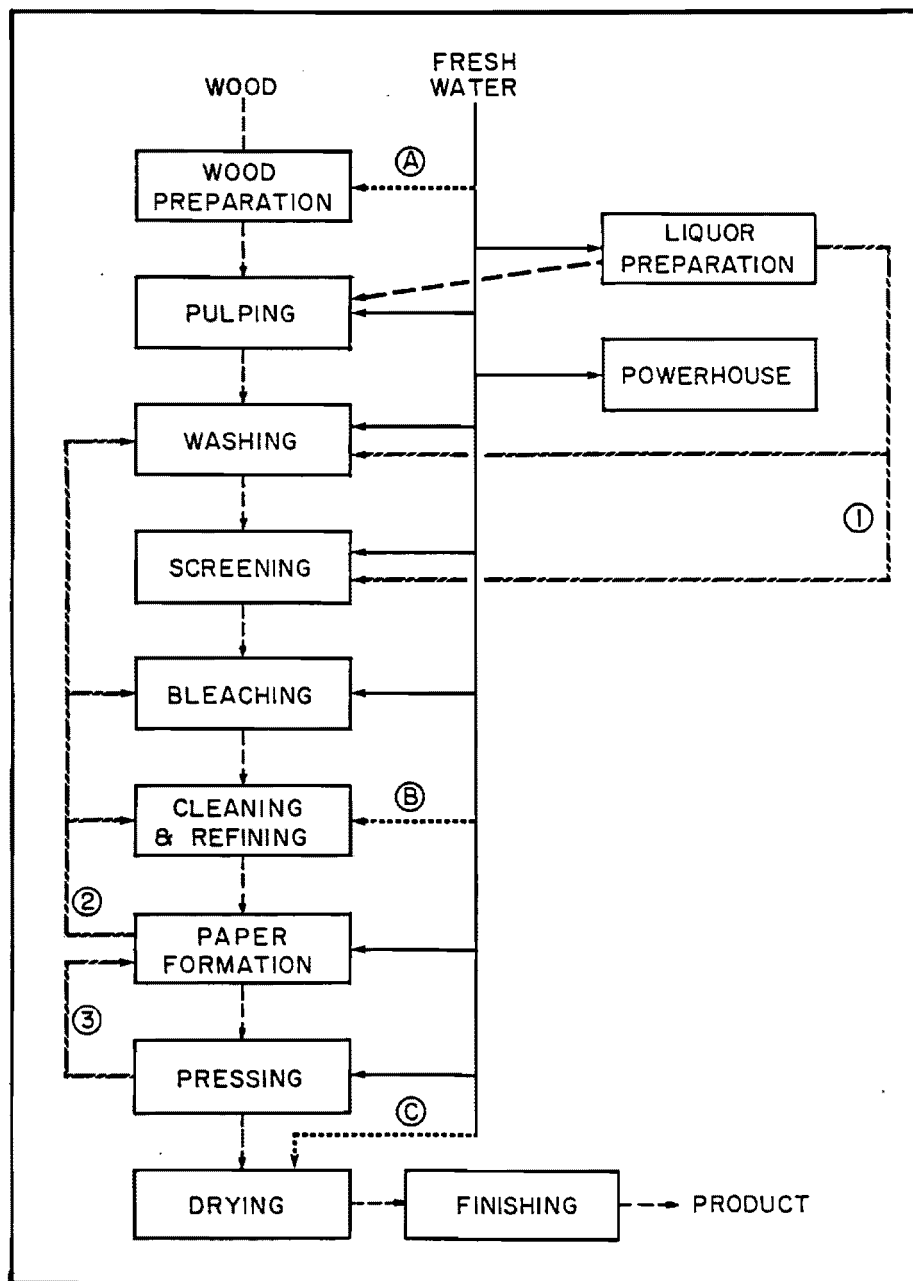 WOOD
FRESH
WATER
WOOD
PREPARATION
Ⓐ
LIQUOR
PREPARATION
PULPING
POWERHOUSE
WASHING
①
SCREENING
BLEACHING
CLEANING
& REFINING
Ⓑ
②
PAPER
FORMATION
③
PRESSING
Ⓒ
DRYING
FINISHING
PRODUCT